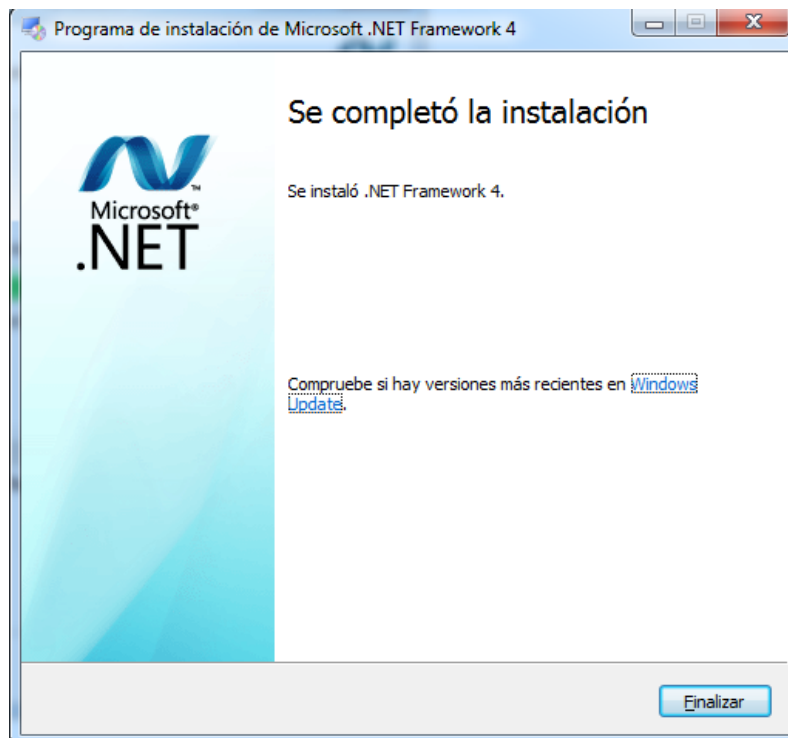 Programa de instalación de Microsoft .NET Framework 4
Se completó la instalación
Se instaló .NET Framework 4.
Microsoft®
.NET
™
Compruebe si hay versiones más recientes en Windows
Update.
Finalizar